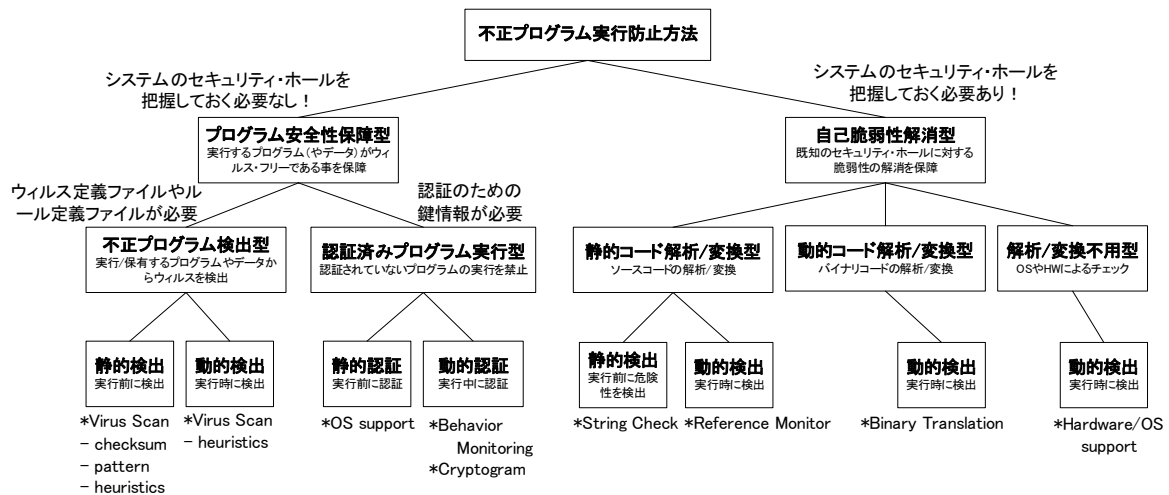 不正プログラム実行防止方法
システムのセキュリティ・ホールを
把握しておく必要なし！
システムのセキュリティ・ホールを
把握しておく必要あり！
プログラム安全性保障型
実行するプログラム（やデータ）がウィ
ルス・フリーである事を保障
自己脆弱性解消型
既知のセキュリティ・ホールに対する
脆弱性の解消を保障
ウィルス定義ファイルやル
ール定義ファイルが必要
認証のための
鍵情報が必要
不正プログラム検出型
実行/保有するプログラムやデータか
らウィルスを検出
認証済みプログラム実行型
認証されていないプログラムの実行を禁止
静的コード解析/変換型
ソースコードの解析/変換
動的コード解析/変換型
バイナリコードの解析/変換
解析/変換不用型
OSやHWによるチェック
静的検出
実行前に検出
動的検出
実行時に検出
静的認証
実行前に認証
動的認証
実行中に認証
静的検出
実行前に危険
性を検出
動的検出
実行時に検出
動的検出
実行時に検出
動的検出
実行時に検出
*Virus Scan
- checksum
- pattern
- heuristics
*Virus Scan
- heuristics
*OS support
*Behavior
Monitoring
*Cryptogram
*String Check
*Reference Monitor
*Binary Translation
*Hardware/OS
support